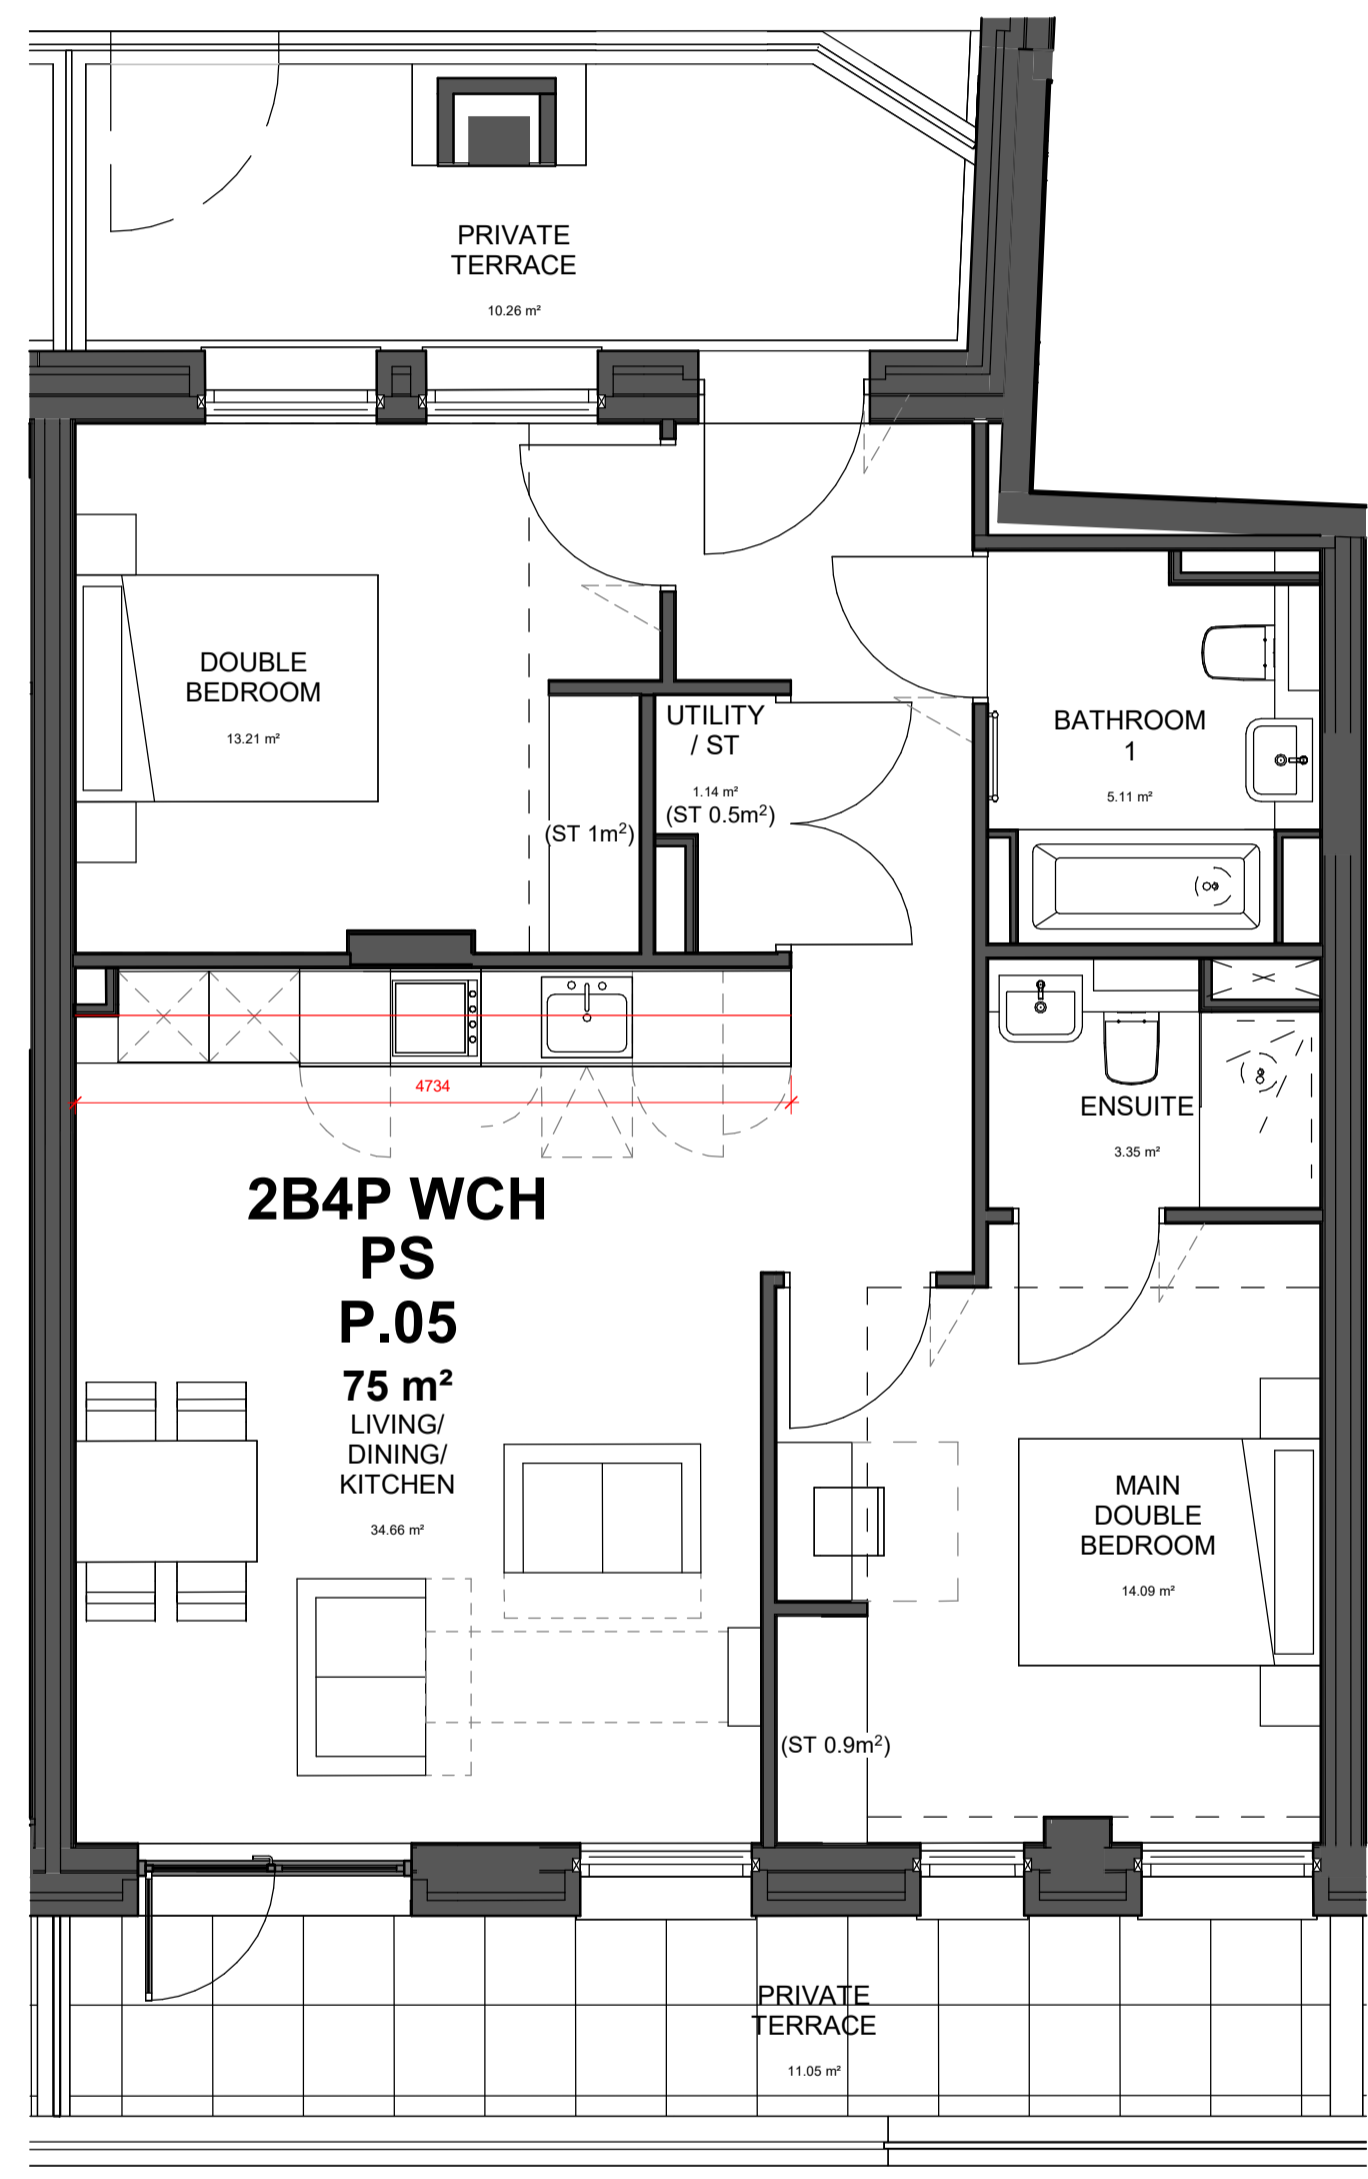 PRIVATE
TERRACE
10.26 m²
DOUBLE
BEDROOM
13.21 m²
UTILITY
/ ST
1.14 m²
(ST 0.5m²)
(ST 1m²)
BATHROOM
1
5.11 m²
4734
ENSUITE
3.35 m²
2B4P WCH
PS
P.05
75 m²
LIVING/
DINING/
KITCHEN
34.66 m²
MAIN
DOUBLE
BEDROOM
14.09 m²
(ST 0.9m²)
PRIVATE
TERRACE
11.05 m²